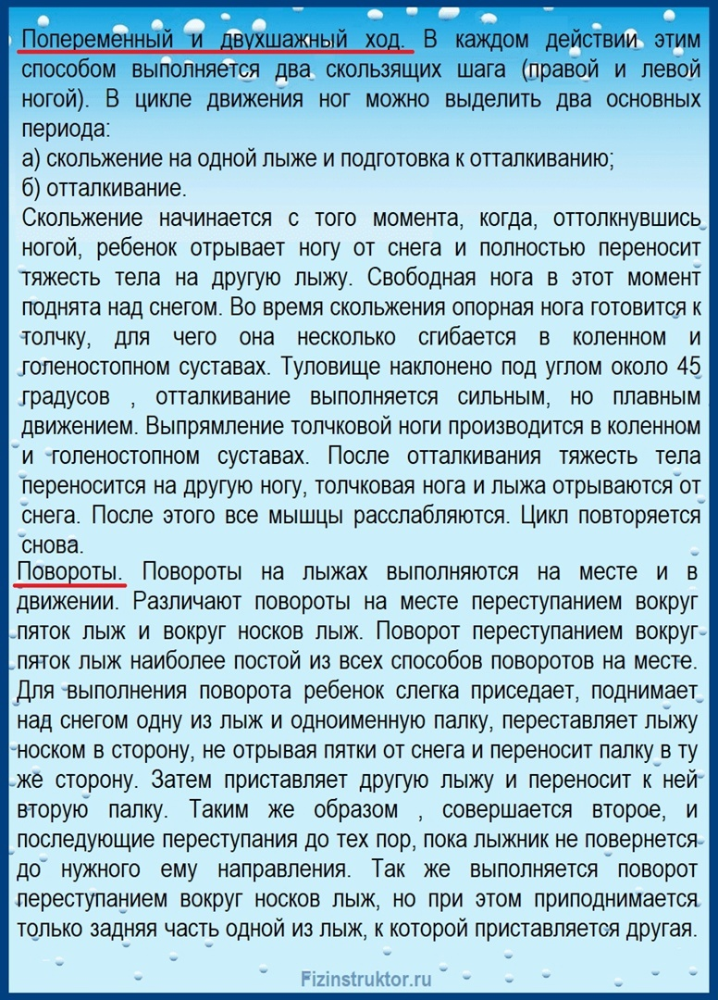 Попеременный и двухшажный ход. В каждом действии этим
способом выполняется два скользящих шага (правой и левой
ногой). В цикле движения ног можно выделить два основных
периода:
а) скольжение на одной лыже и подготовка к отталкиванию;
б) отталкивание.
Скольжение начинается с того момента, когда, оттолкнувшись
ногой, ребенок отрывает ногу от снега и полностью переносит
тяжесть тела на другую лыжу. Свободная нога в этот момент
поднята над снегом. Во время скольжения опорная нога готовится к
толчку, для чего она несколько сгибается в коленном и
голеностопном суставах. Туловище наклонено под углом около 45
градусов , отталкивание выполняется сильным, но плавным
движением. Выпрямление толчковой ноги производится в коленном
и голеностопном суставах. После отталкивания тяжесть тела
переносится на другую ногу, толчковая нога и лыжа отрываются от
снега. После этого все мышцы расслабляются. Цикл повторяется
снова.
Повороты. Повороты на лыжах выполняются на месте и в
движении. Различают повороты на месте переступанием вокруг
пяток лыж и вокруг носков лыж. Поворот переступанием вокруг
пяток лыж наиболее постой из всех способов поворотов на месте.
Для выполнения поворота ребенок слегка приседает, поднимает
над снегом одну из лыж и одноименную палку, переставляет лыжу
носком в сторону, не отрывая пятки от снега и переносит палку в ту
же сторону. Затем приставляет другую лыжу и переносит к ней
вторую палку. Таким же образом , совершается второе, и
последующие переступания до тех пор, пока лыжник не повернется
до нужного ему направления. Так же выполняется поворот
переступанием вокруг носков лыж, но при этом приподнимается
только задняя часть одной из лыж, к которой приставляется другая.
Fizinstruktor.ru